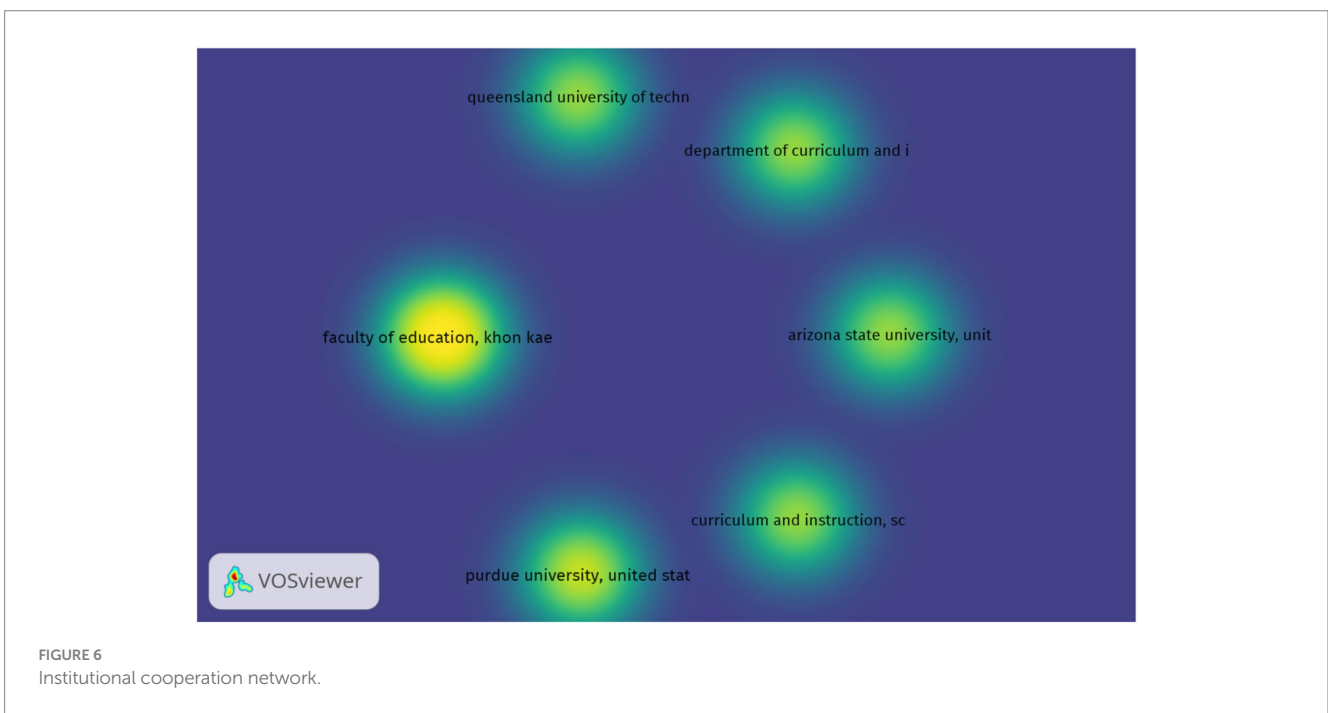 queensland university of techn
department of curriculum and i
faculty of education, khon kae
arizona state university, unit
curriculum and instruction, sc
purdue university, united stat
VOSviewer
FIGURE 6
Institutional cooperation network.